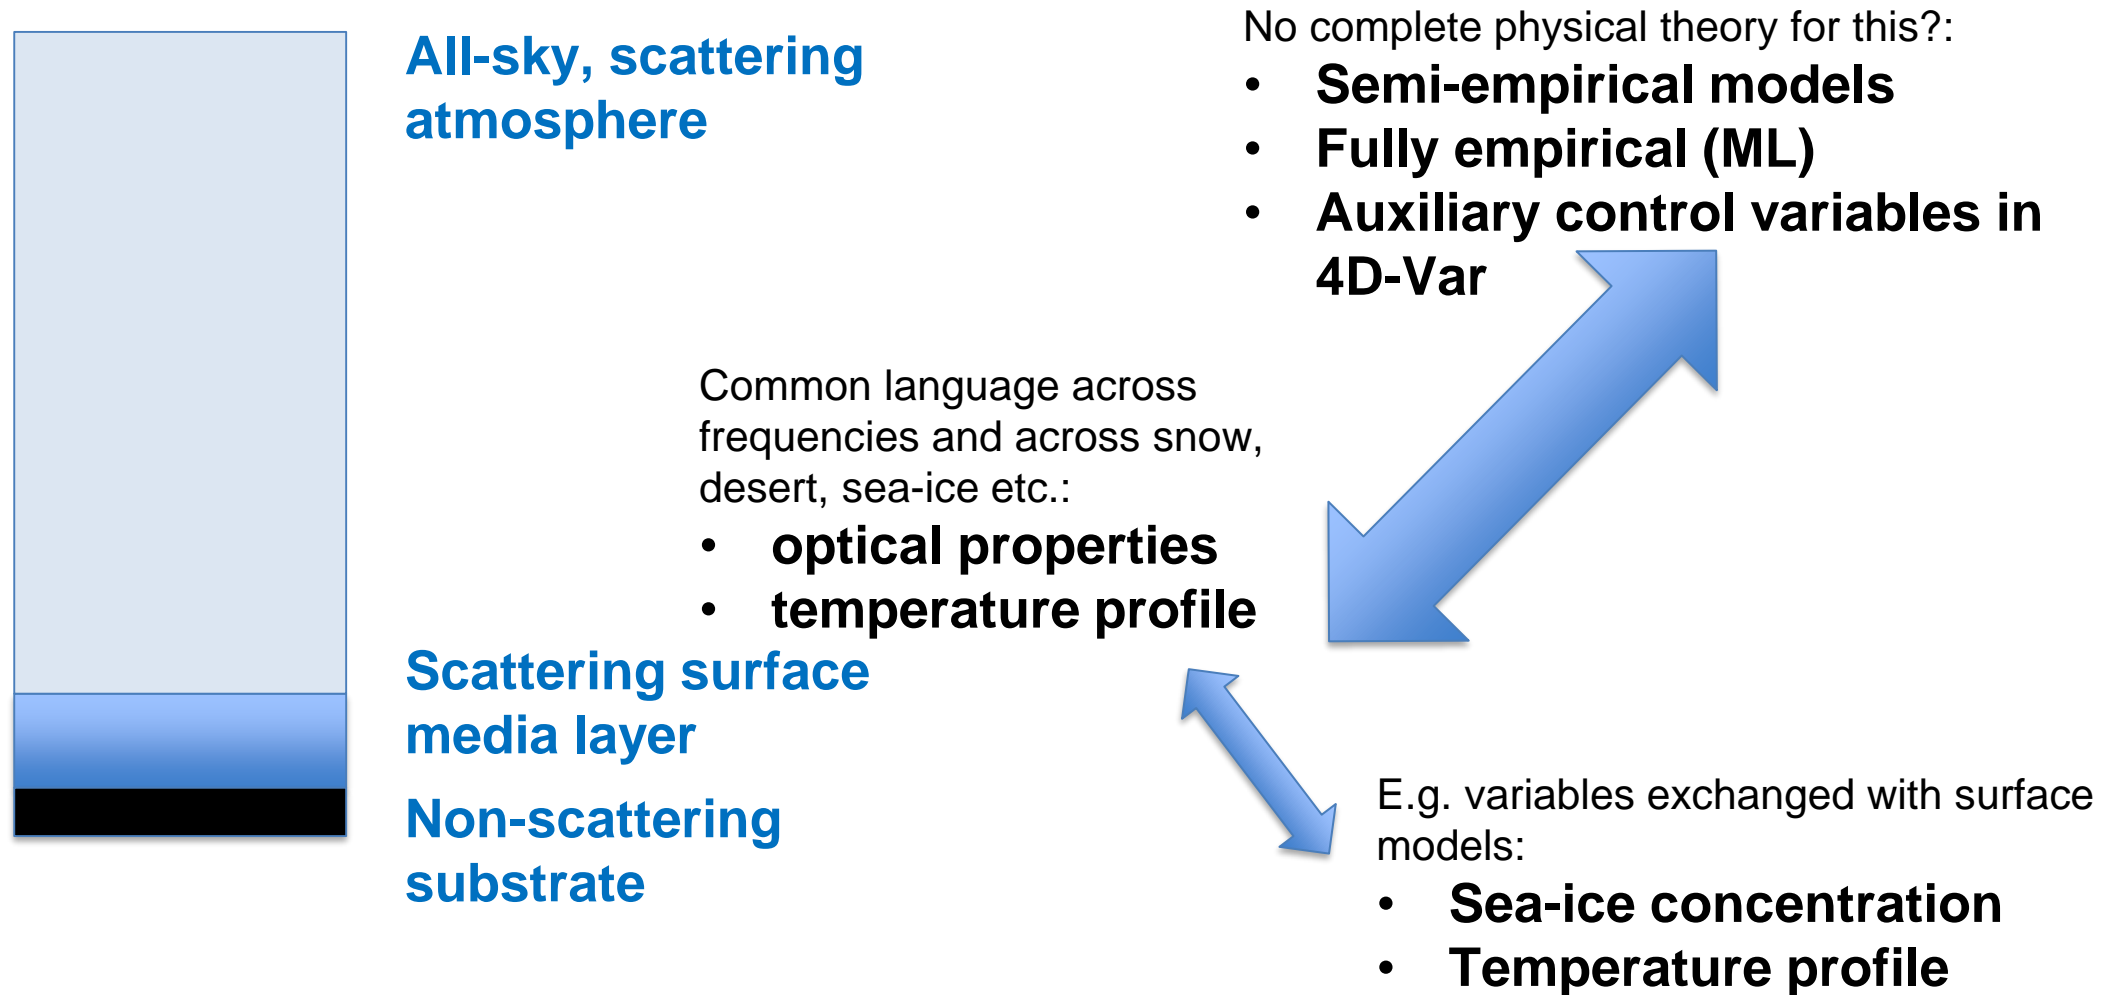 All-sky, scattering
atmosphere
No complete physical theory for this?:
• Semi-empirical models
• Fully empirical (ML)
• Auxiliary control variables in
4D-Var
Common language across
frequencies and across snow,
desert, sea-ice etc.:
• optical properties
• temperature profile
Scattering surface
media layer
Non-scattering
substrate
E.g. variables exchanged with surface
models:
• Sea-ice concentration
• Temperature profile